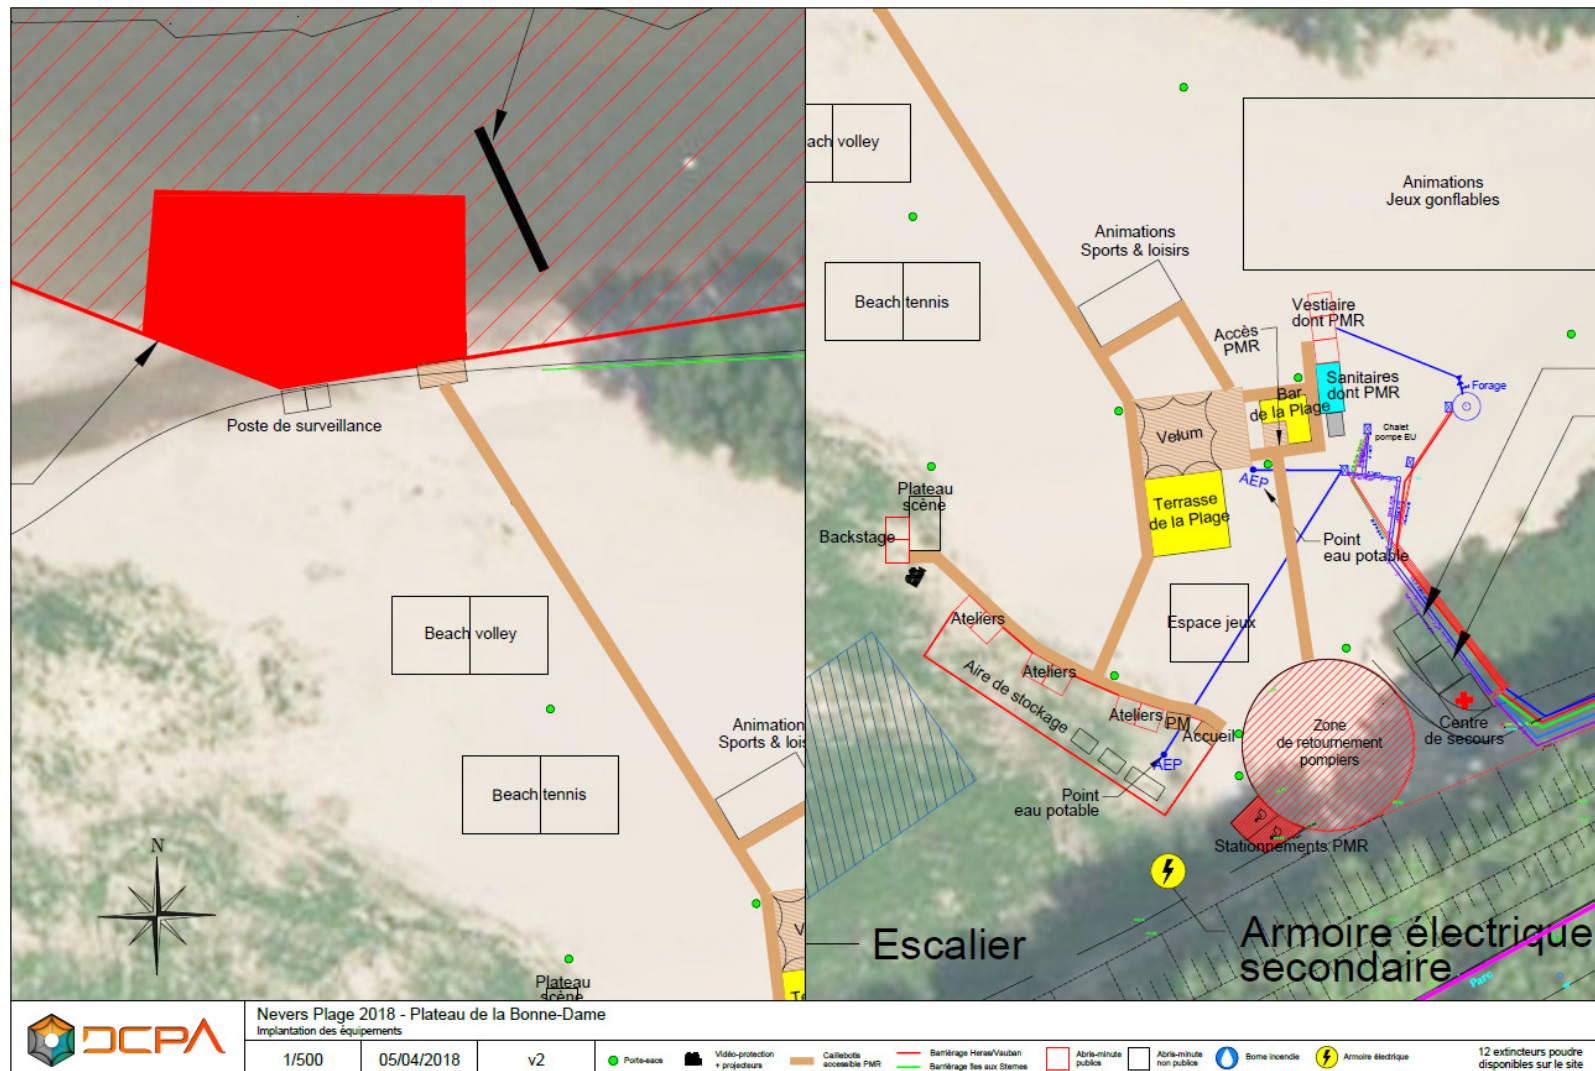 Poste de surveillance
Beach volley
Beach tennis
Animation
Sports & lois
N
V
Te
Plateau
scène
ach volley
Beach tennis
Animations
Jeux gonflables
Animations
Sports & loisirs
Vestiaire
dont PMR
Accès
PMR
Sanitaires
dont PMR
Bar
de la Plage
Forage
Chalet
pompe EU
Velum
AEP
Terrasse
de la Plage
Plateau
scène
Backstage
Point
eau potable
Ateliers
Espace jeux
Ateliers
Aire de stockage
Ateliers
PM
Accueil
AEP
Zone
de retournement
pompiers
Centre
de secours
Point
eau potable
Stationnements PMR
Escalier
Armoire électrique
secondaire
Parc
DCPA
Nevers Plage 2018 - Plateau de la Bonne-Dame
Implantation des équipements
1/500
05/04/2018
v2
Porte-sacs
Vidéo-protection
+ projecteurs
Caillebotis
accessible PMR
Barriérage Heras/Vauban
Barriérage Iles aux Sternes
Abris-minute
publics
Abris-minute
non publics
Borne incendie
Armoire électrique
12 extincteurs poudre
disponibles sur le site